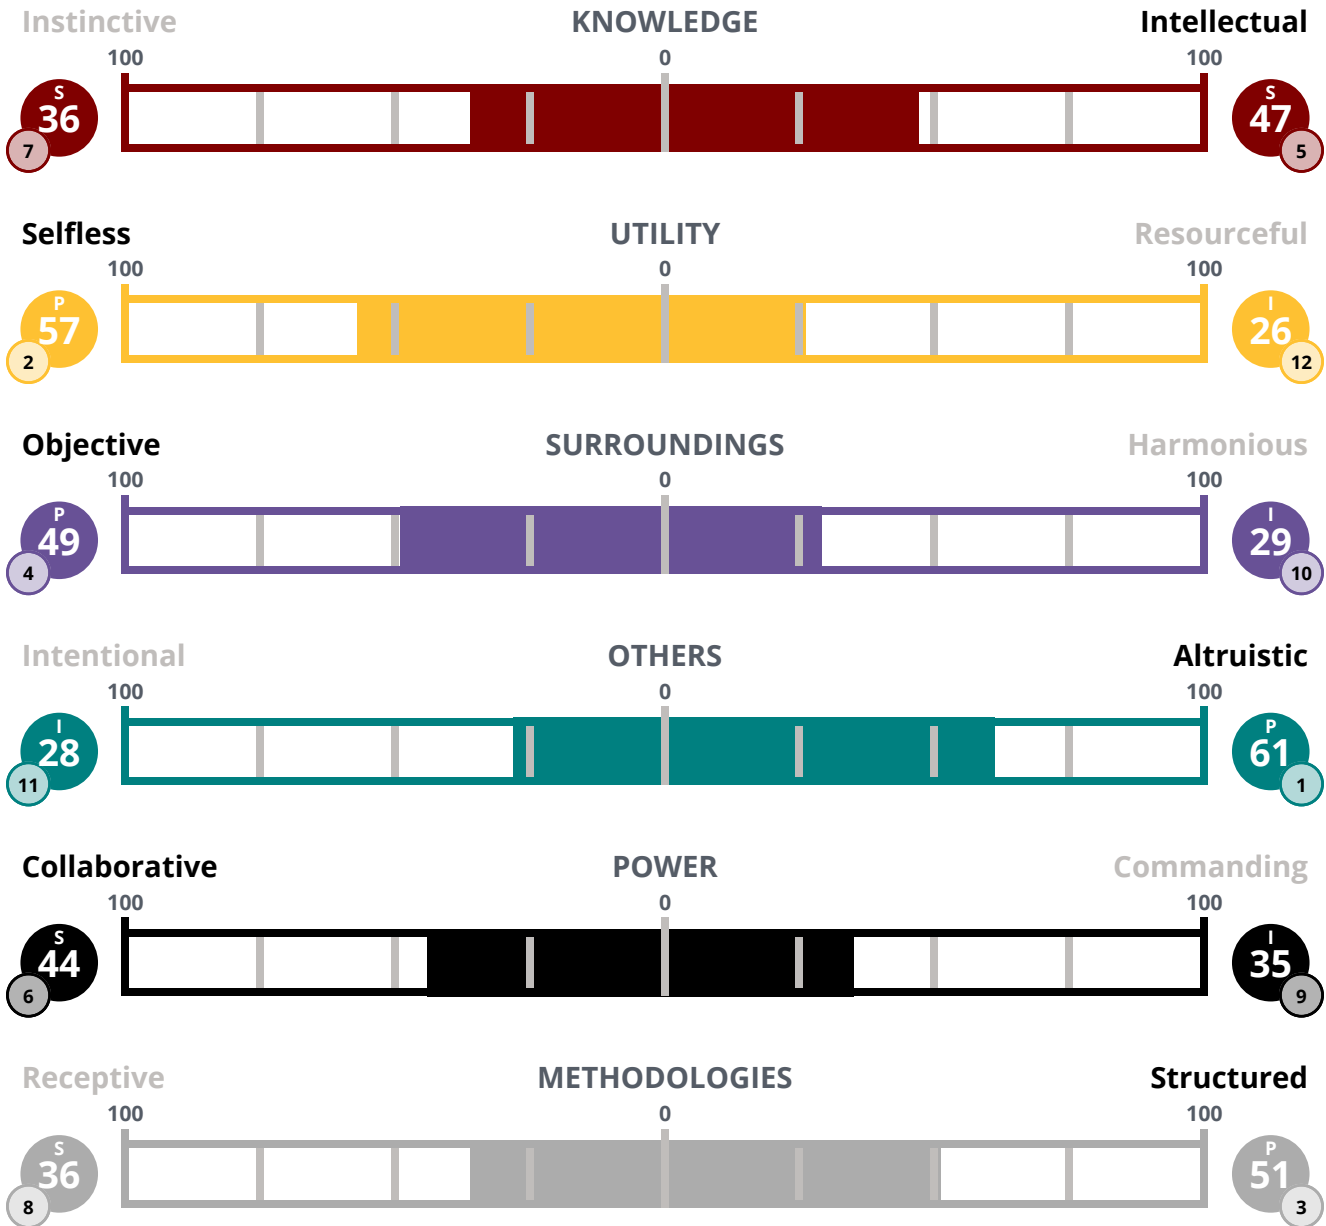 Instinctive KNOWLEDGE Intellectual
100 0 100
S S
36 47
7 5
Selfless UTILITY Resourceful
100 0 100
P I
57 26
2 12
Objective SURROUNDINGS Harmonious
100 0 100
P I
49 29
4 10
Intentional OTHERS Altruistic
100 0 100
I P
28 61
11 1
Collaborative POWER Commanding
100 0 100
S I
44 35
6 9
Receptive METHODOLOGIES Structured
100 0 100
S P
36 51
8 3